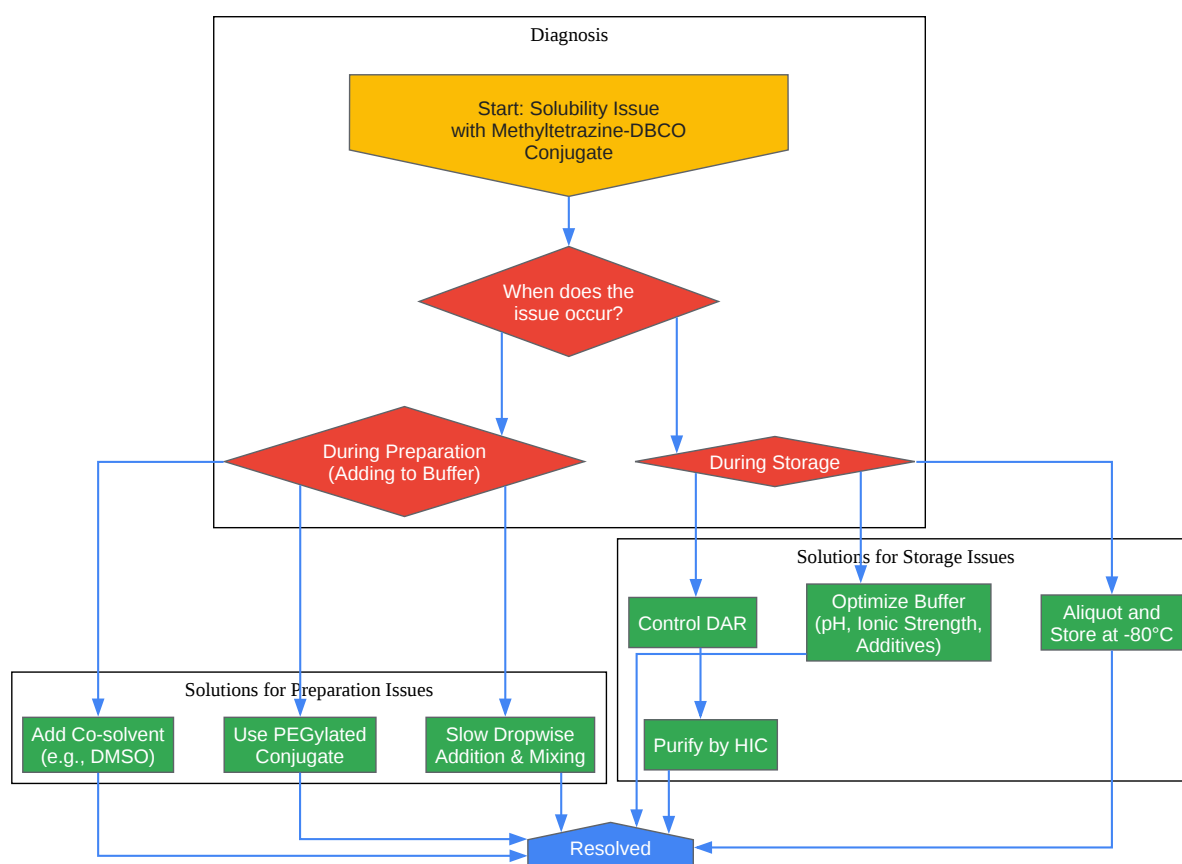 Diagnosis
Start: Solubility Issue
with Methyltetrazine-DBCO
Conjugate
When does the
issue occur?
During Preparation
(Adding to Buffer)
During Storage
Solutions for Storage Issues
Control DAR
Optimize Buffer
(pH, Ionic Strength,
Additives)
Aliquot and
Store at -80°C
Solutions for Preparation Issues
Add Co-solvent
(e.g., DMSO)
Use PEGylated
Conjugate
Slow Dropwise
Addition & Mixing
Purify by HIC
Resolved